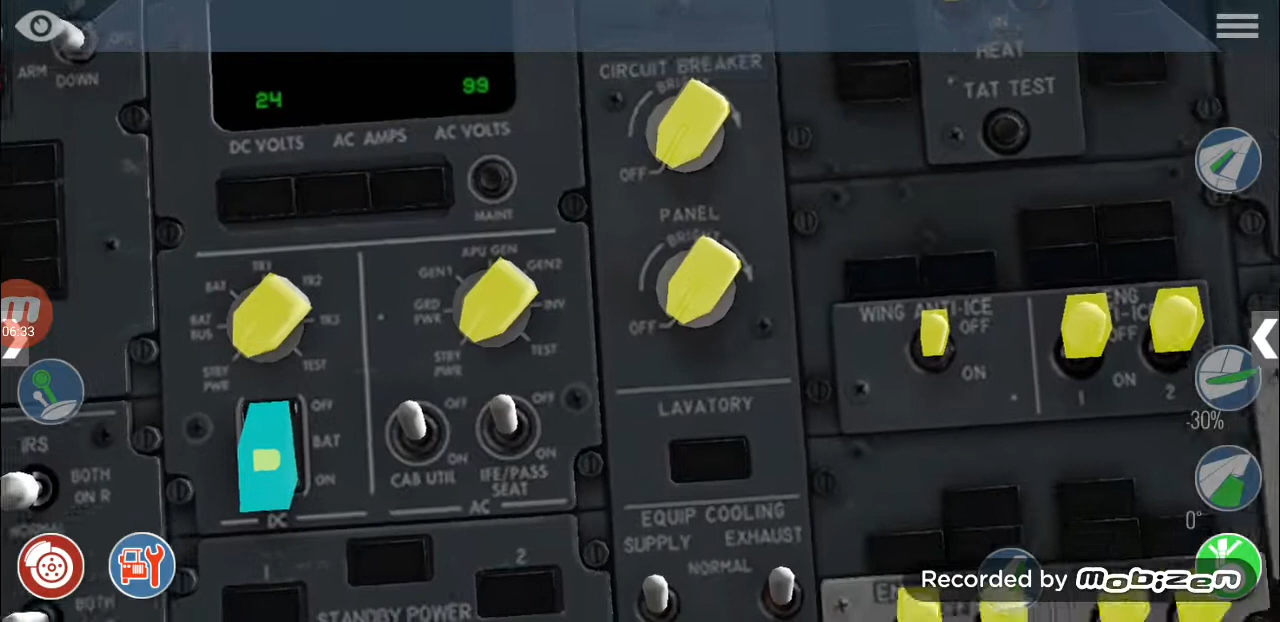 OFF
ARM
DOWN
24
99
DC VOLTS
AC AMPS
AC VOLTS
MAINT
CIRCUIT BREAKER
BRIGHT
OFF
HEAT
TAT TEST
PANEL
BRIGHT
OFF
APU GEN
GEN1
GEN2
GRD
PWR
INV
STBY
PWR
TEST
TR1
TR2
TR3
BAT
BAT
BUS
STBY
PWR
TEST
OFF
BAT
ON
DC
OFF
ON
CAB UTIL
OFF
ON
IFE/PASS
SEAT
AC
WING ANTI-ICE
OFF
ON
ENG
OFF
ON
1
2
-30%
0°
LAVATORY
EQUIP COOLING
SUPPLY
EXHAUST
NORMAL
IRS
BOTH
ON R
NORMAL
BOTH
1
2
STANDBY POWER
06:33
Recorded by Mobizen